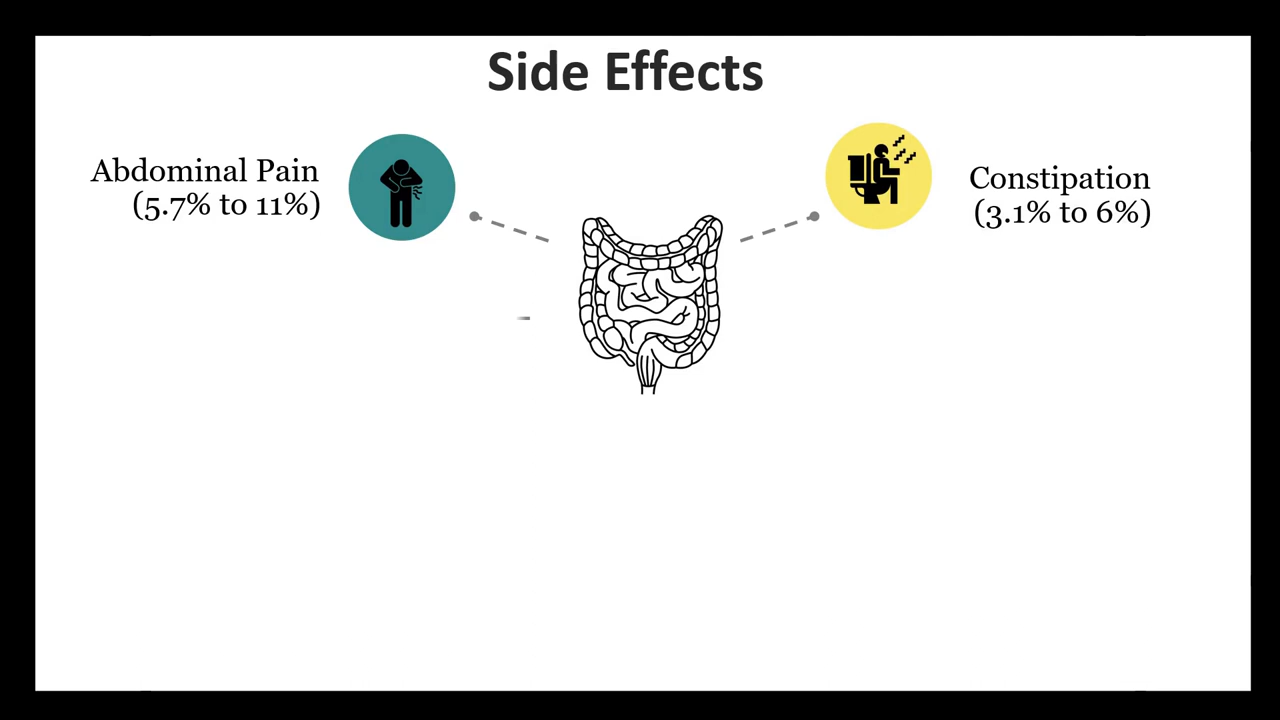 Side Effects
Abdominal Pain
(5.7% to 11%)
Constipation
(3.1% to 6%)